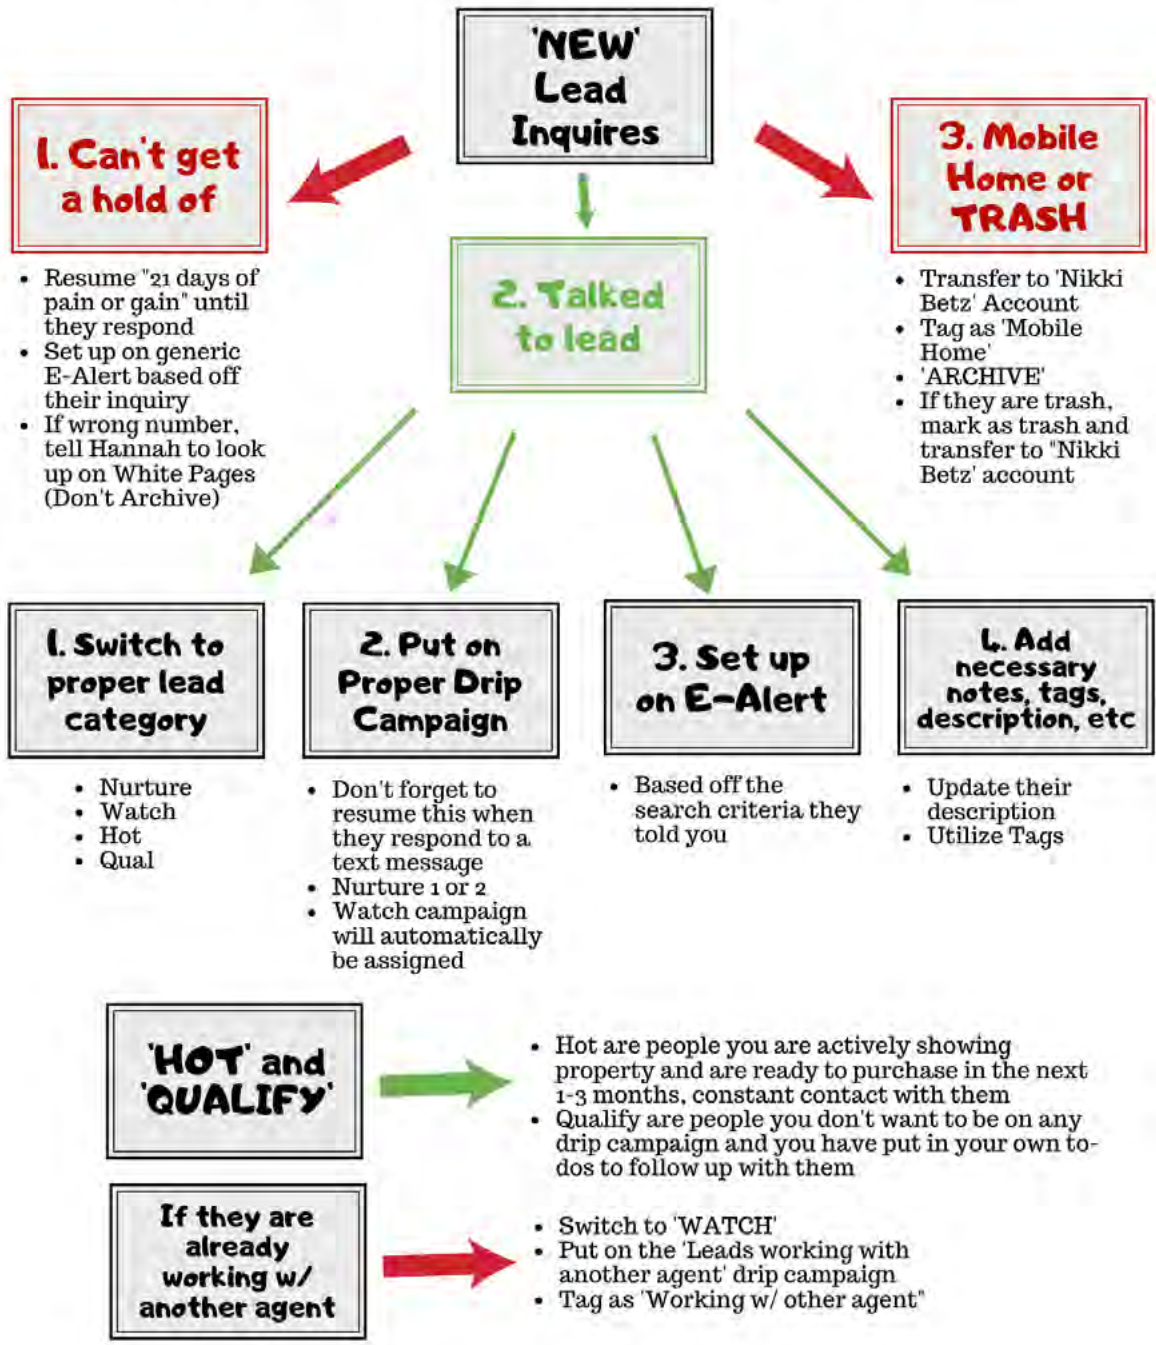 'NEW'
Lead
Inquires
1. Can't get
a hold of
• Resume "21 days of
pain or gain" until
they respond
• Set up on generic
E-Alert based off
their inquiry
• If wrong number,
tell Hannah to look
up on White Pages
(Don't Archive)
2. Talked
to lead
3. Mobile
Home or
TRASH
• Transfer to 'Nikki
Betz' Account
• Tag as 'Mobile
Home'
• 'ARCHIVE'
• If they are trash,
mark as trash and
transfer to "Nikki
Betz' account
1. Switch to
proper lead
category
• Nurture
• Watch
• Hot
• Qual
2. Put on
Proper Drip
Campaign
• Don't forget to
resume this when
they respond to a
text message
• Nurture 1 or 2
• Watch campaign
will automatically
be assigned
3. Set up
on E-Alert
• Based off the
search criteria they
told you
4. Add
necessary
notes, tags,
description, etc
• Update their
description
• Utilize Tags
'HOT' and
'QUALIFY'
• Hot are people you are actively showing
property and are ready to purchase in the next
1-3 months, constant contact with them
• Qualify are people you don't want to be on any
drip campaign and you have put in your own to-
dos to follow up with them
If they are
already
working w/
another agent
• Switch to 'WATCH'
• Put on the 'Leads working with
another agent' drip campaign
• Tag as 'Working w/ other agent"